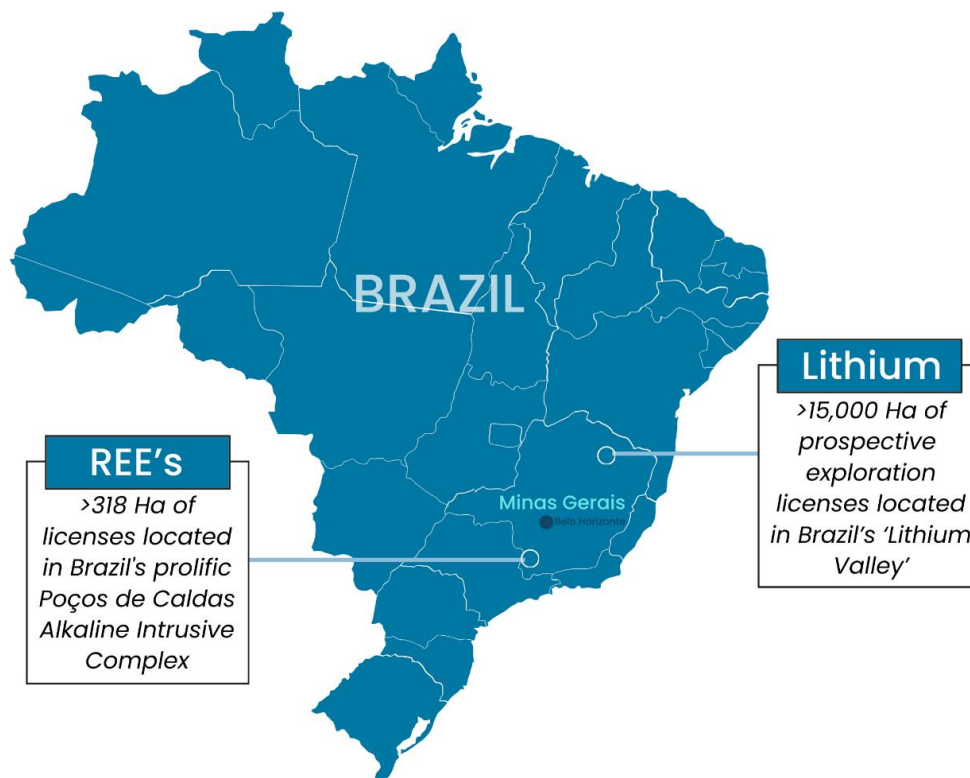 BRAZIL
Lithium
>15,000 Ha of
prospective
exploration
licenses located
in Brazil's ‘Lithium
Valley’
REE's
>318 Ha of
licenses located
in Brazil's prolific
Poços de Caldas
Alkaline Intrusive
Complex
Minas Gerais
Belo Horizonte